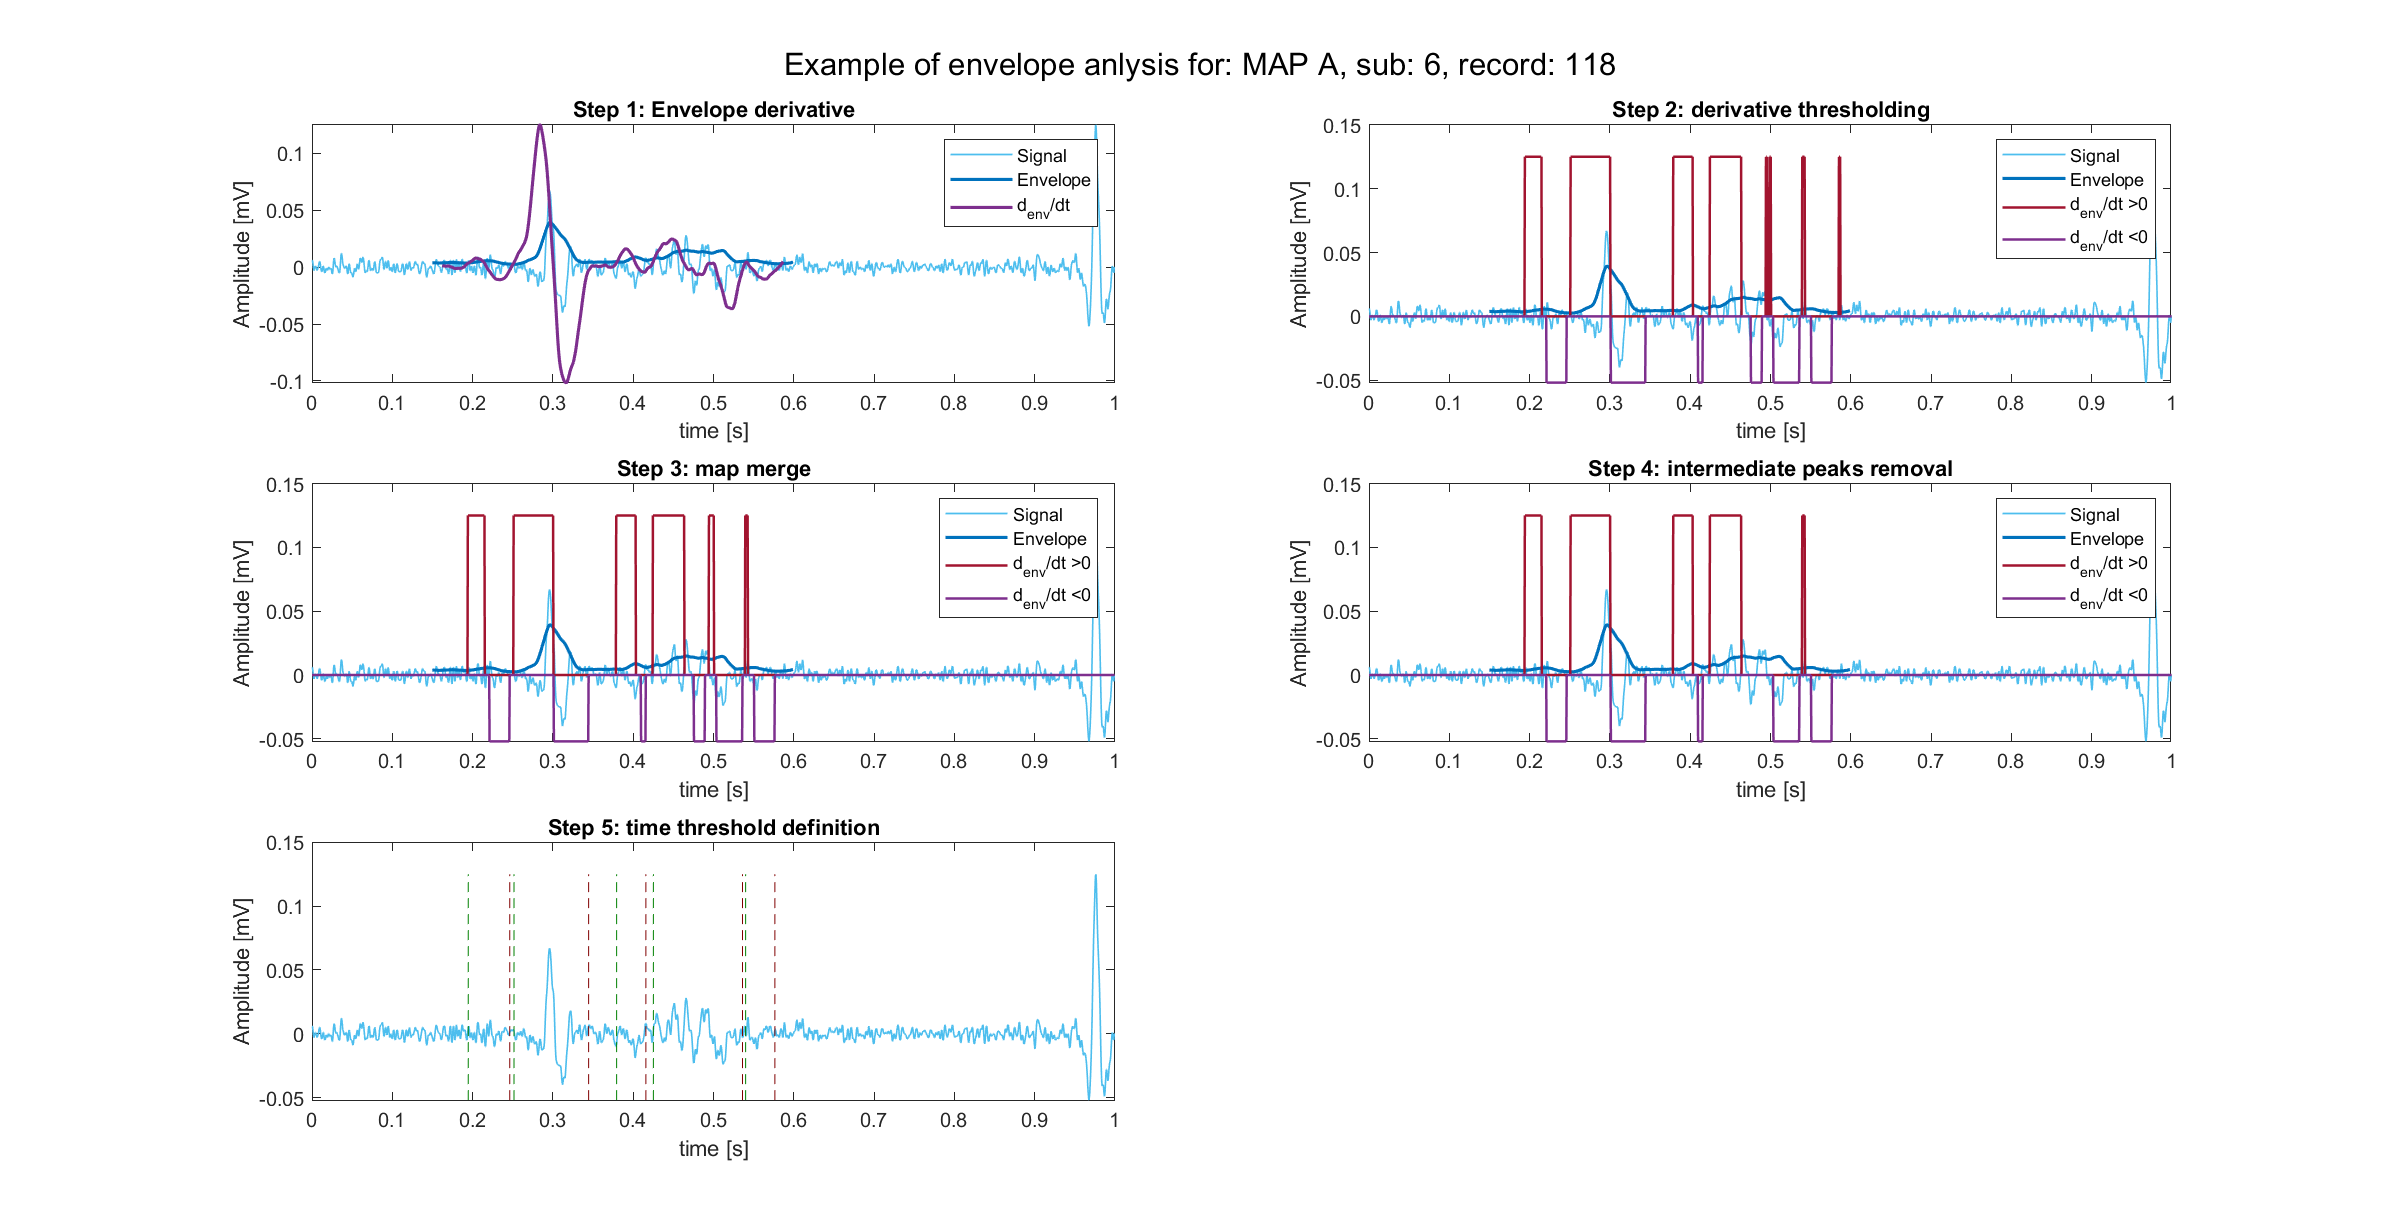 Example of envelope anlysis for: MAP A, sub: 6, record: 118
Step 1: Envelope derivative
Amplitude [mV]
0.1
0.05
0
-0.05
-0.1
Signal
Envelope
d_env/dt
0 0.1 0.2 0.3 0.4 0.5 0.6 0.7 0.8 0.9 1
time [s]
Step 2: derivative thresholding
Amplitude [mV]
0.15
0.1
0.05
0
-0.05
Signal
Envelope
d_env/dt >0
d_env/dt <0
0 0.1 0.2 0.3 0.4 0.5 0.6 0.7 0.8 0.9 1
time [s]
Step 3: map merge
Amplitude [mV]
0.15
0.1
0.05
0
-0.05
Signal
Envelope
d_env/dt >0
d_env/dt <0
0 0.1 0.2 0.3 0.4 0.5 0.6 0.7 0.8 0.9 1
time [s]
Step 4: intermediate peaks removal
Amplitude [mV]
0.15
0.1
0.05
0
-0.05
Signal
Envelope
d_env/dt >0
d_env/dt <0
0 0.1 0.2 0.3 0.4 0.5 0.6 0.7 0.8 0.9 1
time [s]
Step 5: time threshold definition
Amplitude [mV]
0.15
0.1
0.05
0
-0.05
0 0.1 0.2 0.3 0.4 0.5 0.6 0.7 0.8 0.9 1
time [s]